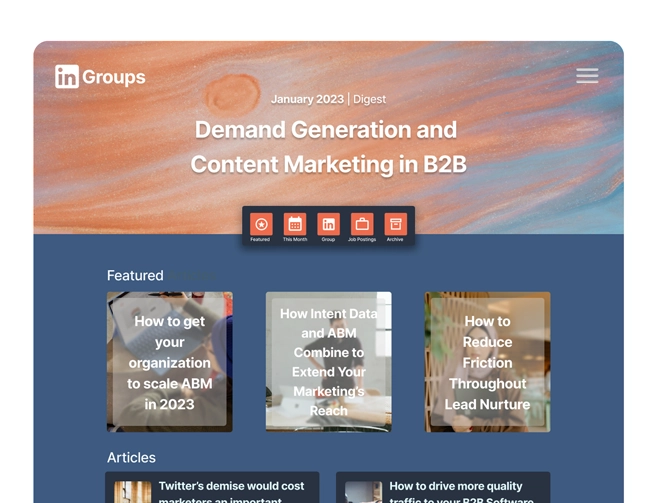 in Groups
January 2023 | Digest
Demand Generation and
Content Marketing in B2B
Featured
This Month
Group
Job Postings
Archive
Featured
How to get
your
organization
to scale ABM
in 2023
How Intent Data
and ABM
Combine to
Extend Your
Marketing's
Reach
How to
Reduce
Friction
Throughout
Lead Nurture
Articles
Twitter's demise would cost
marketers an important
How to drive more quality
traffic to your B2B Software